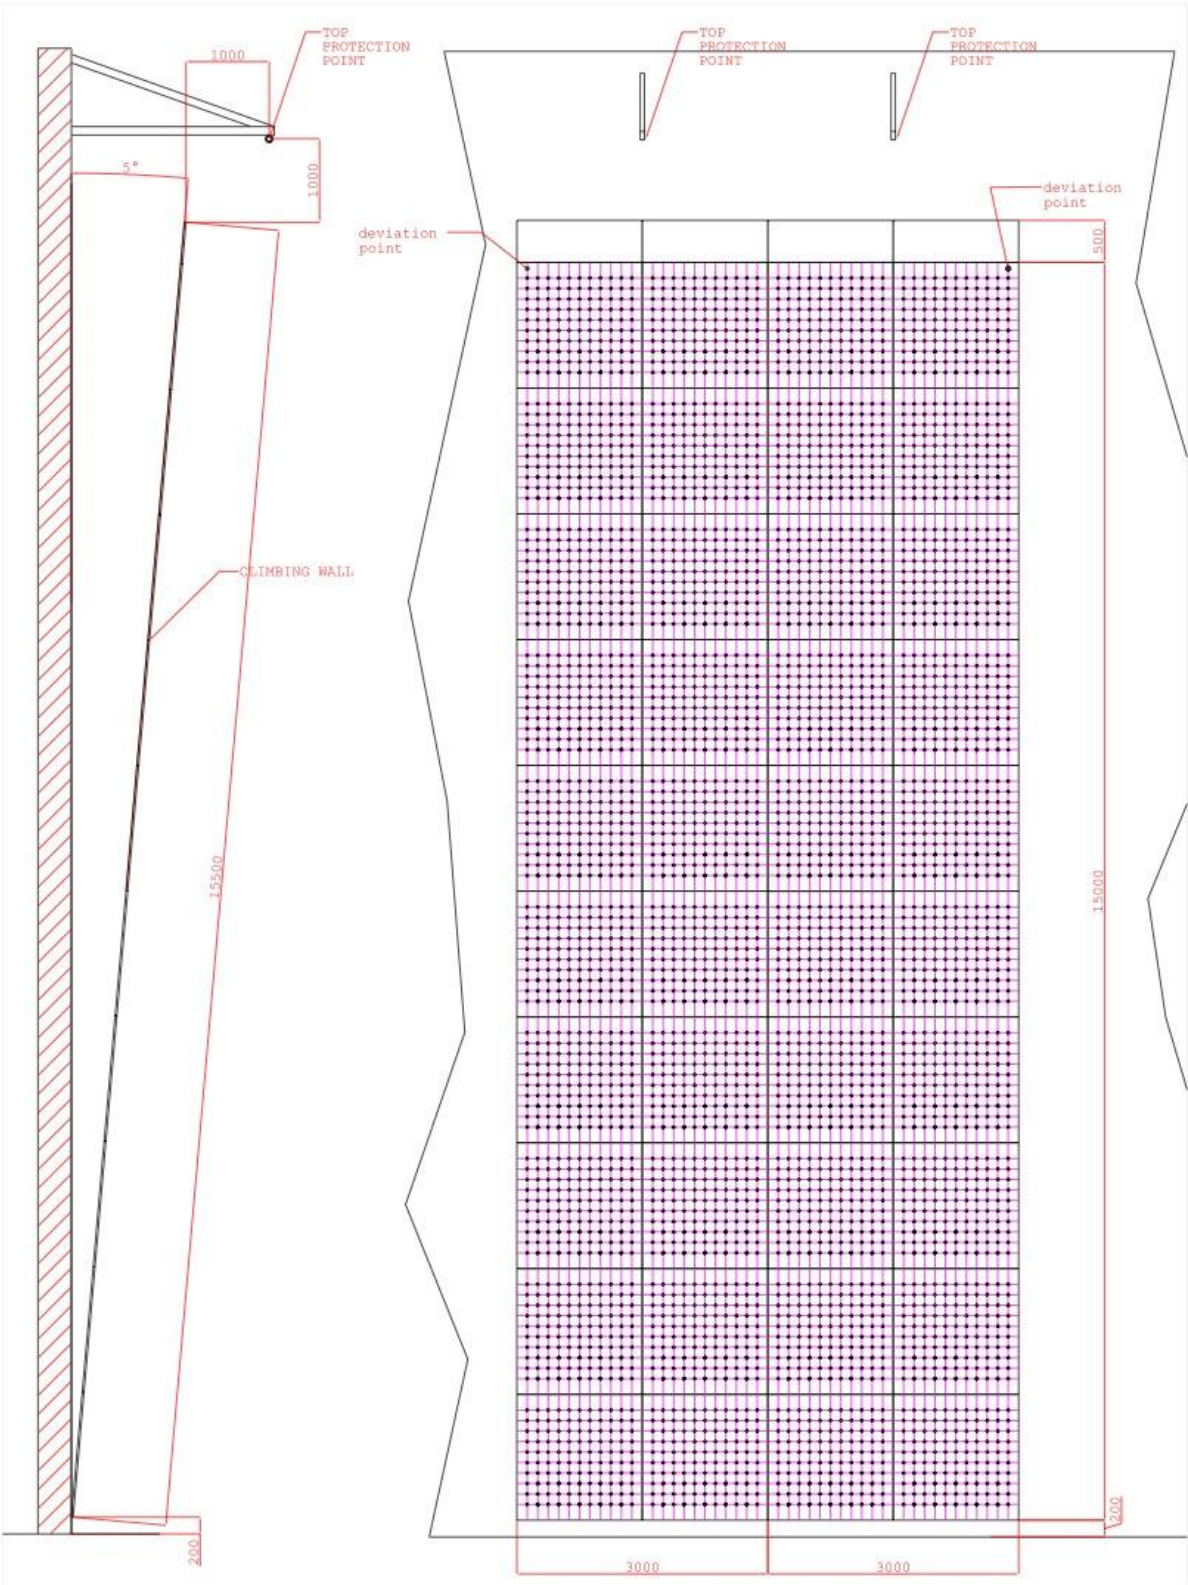 TOP
PROTECTION
POINT
1000
1000
5°
15500
CLIMBING WALL
200
TOP
PROTECTION
POINT
TOP
PROTECTION
POINT
deviation
point
deviation
point
500
15000
200
3000
3000